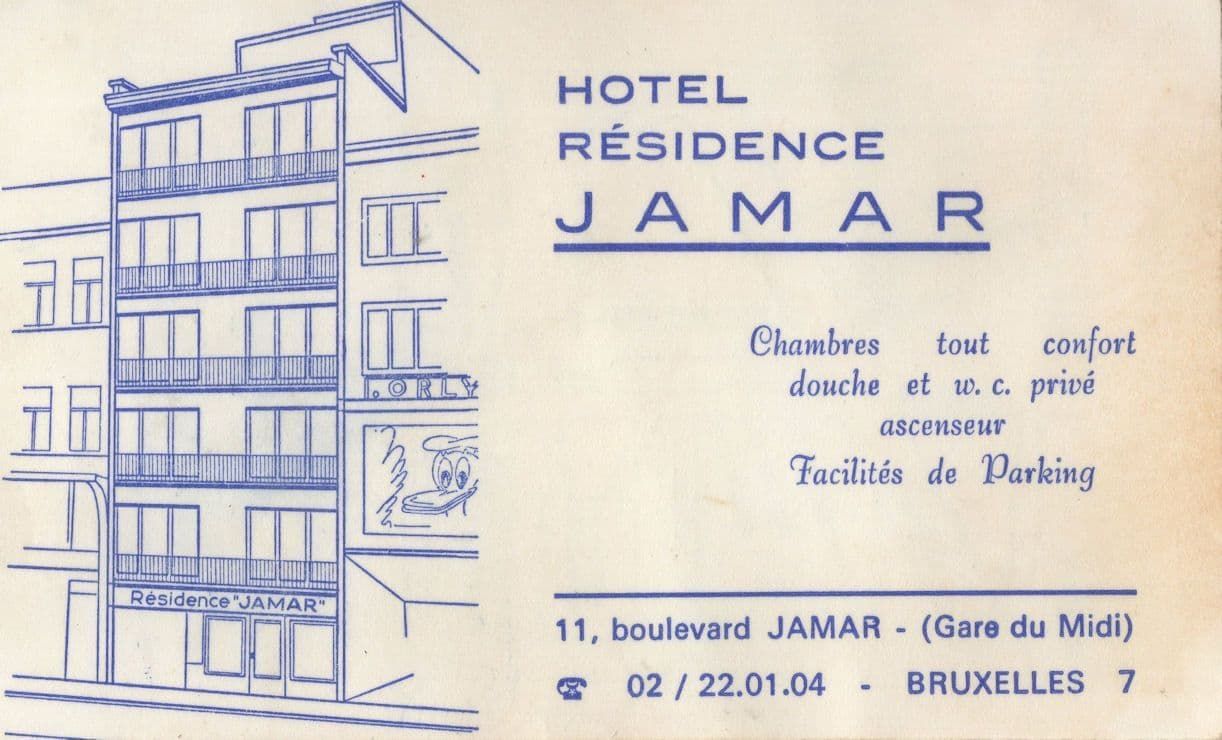 HOTEL
RÉSIDENCE
JAMAR
Chambres tout confort
douche et w. c. privé
ascenseur
Facilités de Parking
.ORLY
Résidence "JAMAR"
11, boulevard JAMAR - (Gare du Midi)
☎ 02 / 22.01.04 - BRUXELLES 7